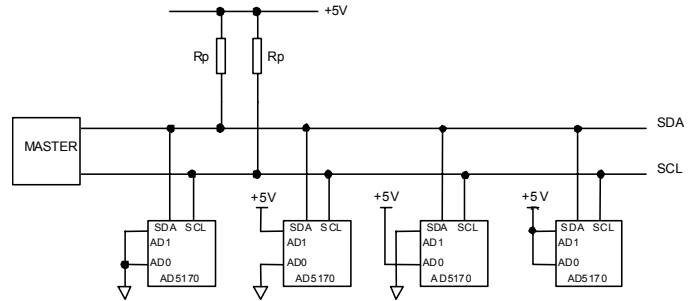 +5V
Rp Rp
SDA
MASTER
SCL
+5V +5V +5V
SDA SCL SDA SCL SDA SCL SDA SCL
AD1 AD1 AD1 AD1
AD0 AD0 AD0 AD0
AD5170 AD5170 AD5170 AD5170